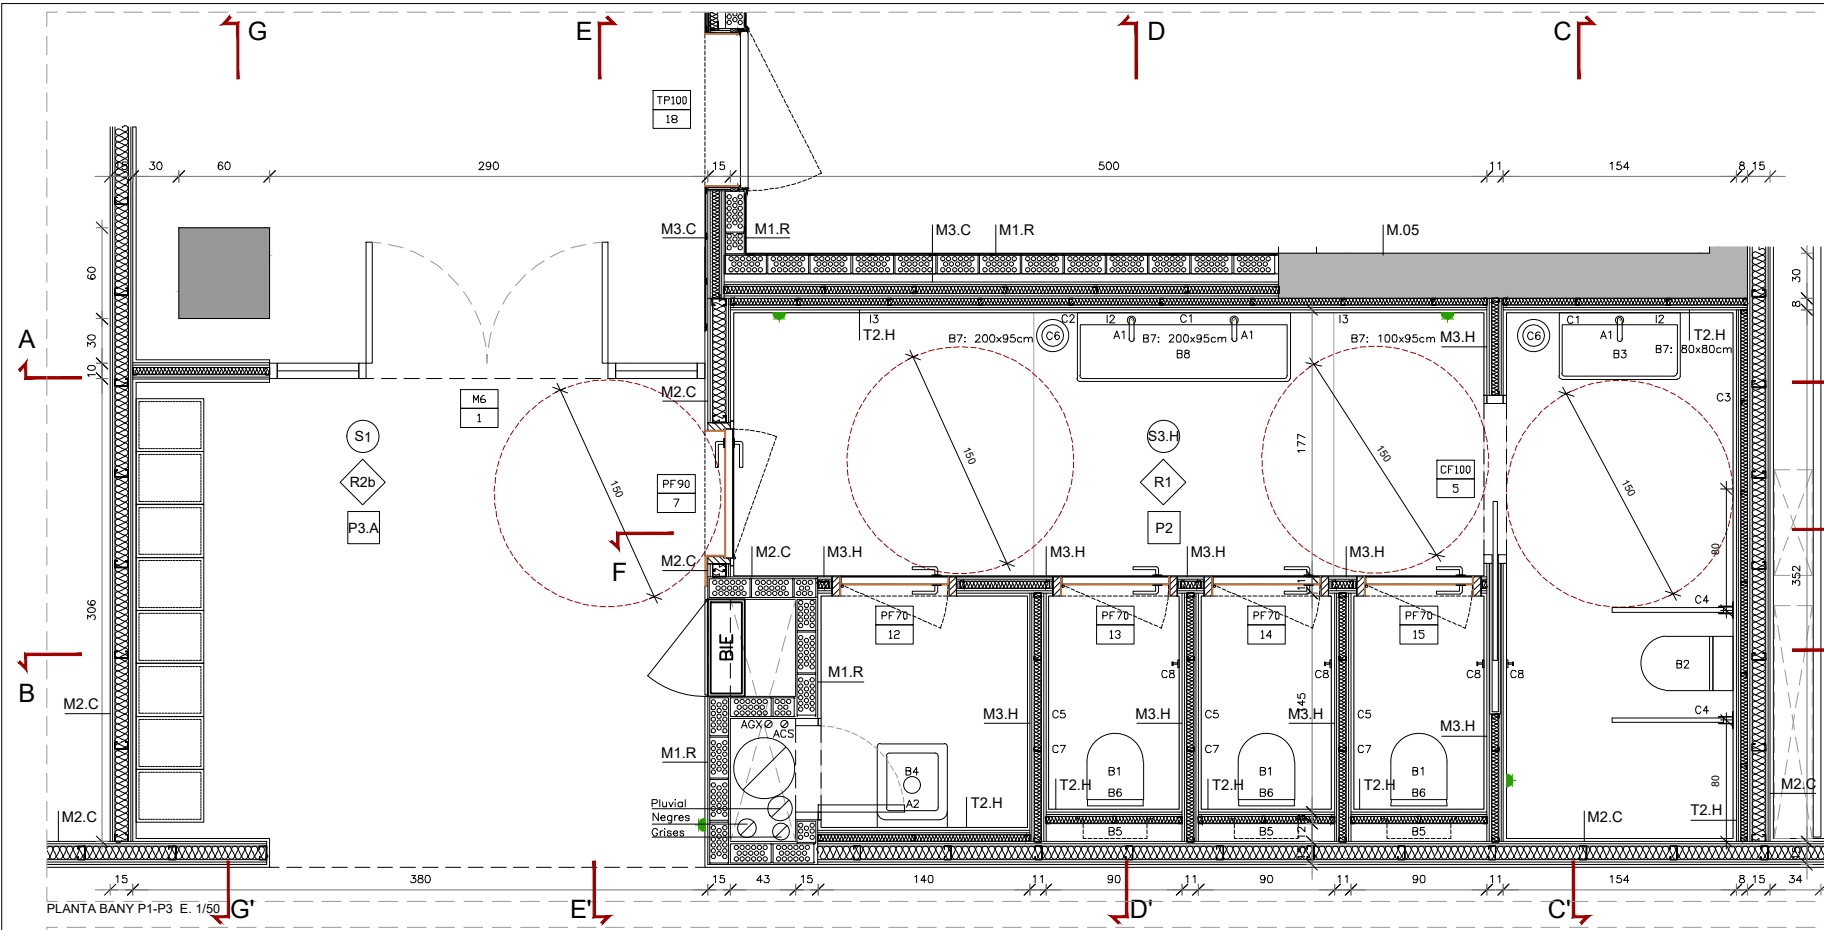 G
E
D
C
TP100
18
15
30
60
290
15
500
11
154
8
15
M3.C
M1.R
M3.C
M1.R
M.05
60
30
10
306
30
8
A
I3
C2
I2
C1
I3
C1
I2
T2.H
B7: 200x95cm
C6
A1
B7: 200x95cm
A1
B8
B7: 100x95cm
M3.H
C6
A1
B3
T2.H
B7: 80x80cm
M6
1
M2.C
C3
S1
R2b
P3.A
150
PF90
7
150
S3.H
R1
P2
177
150
CF100
5
150
80
352
F
M2.C
M2.C
M3.H
M3.H
M3.H
M3.H
11
C4
BIE
PF70
12
PF70
13
PF70
14
PF70
15
B
M2.C
M1.R
C8
C8
C8
C8
B2
145
M3.H
C5
M3.H
C5
M3.H
C5
M3.H
C4
M1.R
AGX
ACS
C7
C7
C7
B4
A2
T2.H
B1
B6
T2.H
B1
B6
T2.H
B1
B6
T2.H
80
M2.C
Pluvial
Negres
Grises
M2.C
B5
B5
B5
12
M2.C
T2.H
15
15
15
380
15
43
15
140
11
90
11
90
11
90
11
154
8
15
34
PLANTA BANY P1-P3 E. 1/50
G'
E'
D'
C'